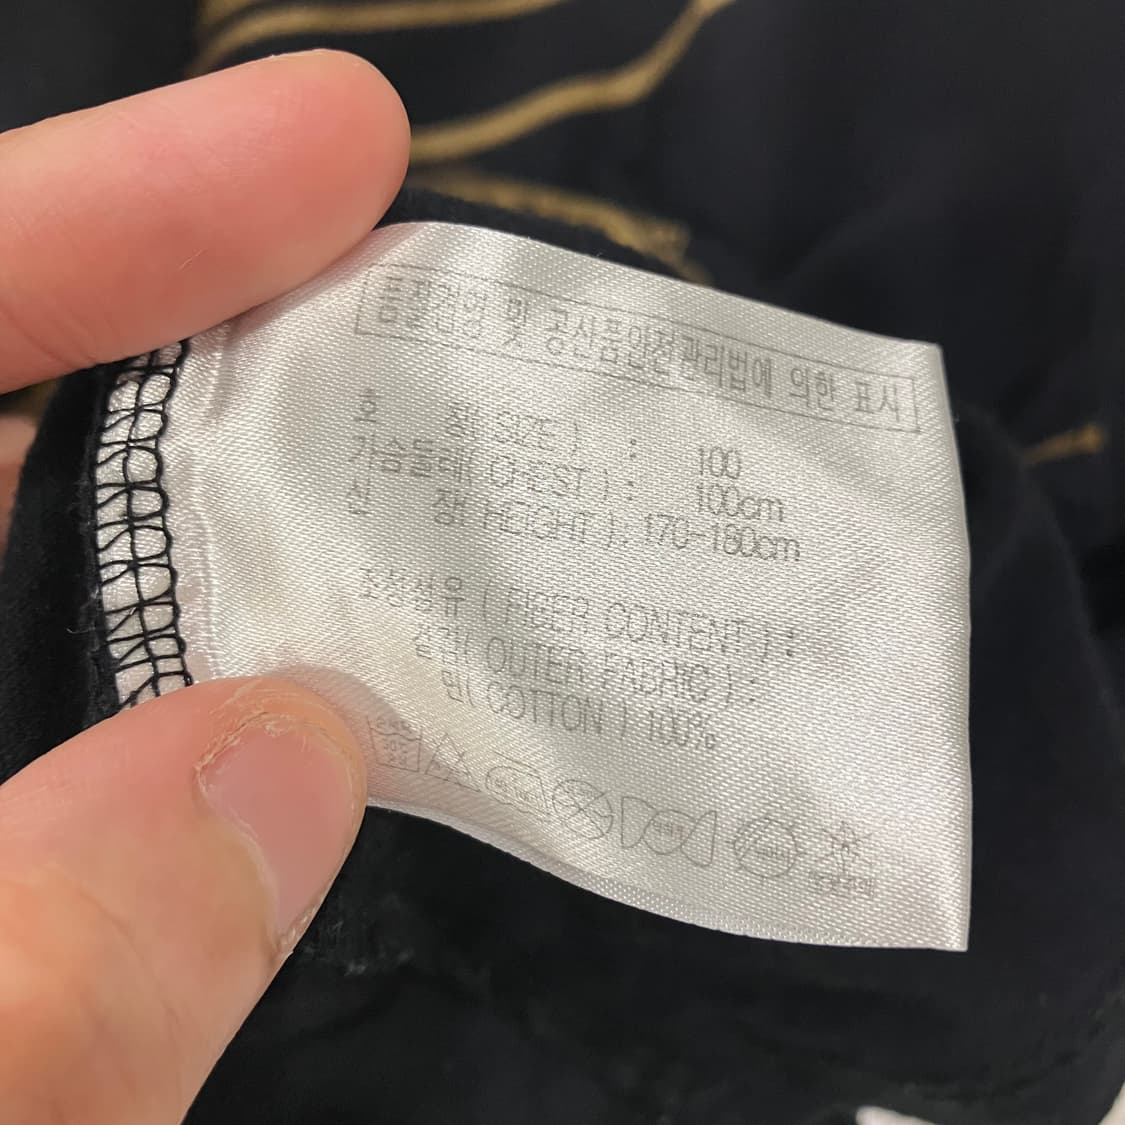 품질경영 및 공산품안전관리법에 의한 표시
호 칭( SIZE ) : 100
가슴둘레( CHEST ) : 100cm
신 장( HEIGHT ) : 170-180cm
조성섬유 ( FIBER CONTENT ) :
겉감( OUTER FABRIC ) :
면( COTTON ) 100%